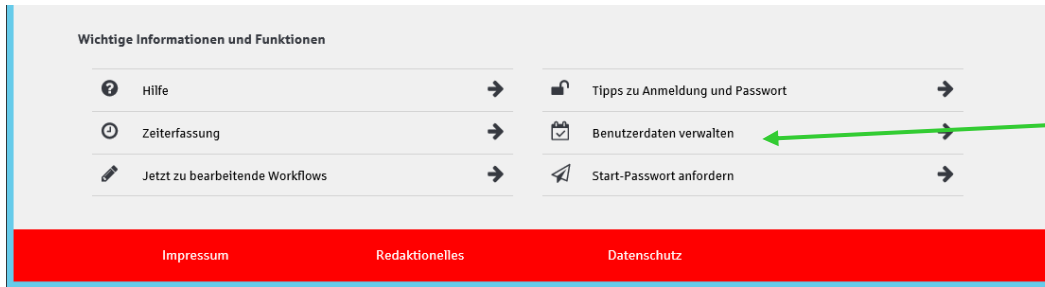 Wichtige Informationen und Funktionen
Hilfe
Tipps zu Anmeldung und Passwort
Zeiterfassung
Benutzerdaten verwalten
Jetzt zu bearbeitende Workflows
Start-Passwort anfordern
Impressum
Redaktionelles
Datenschutz